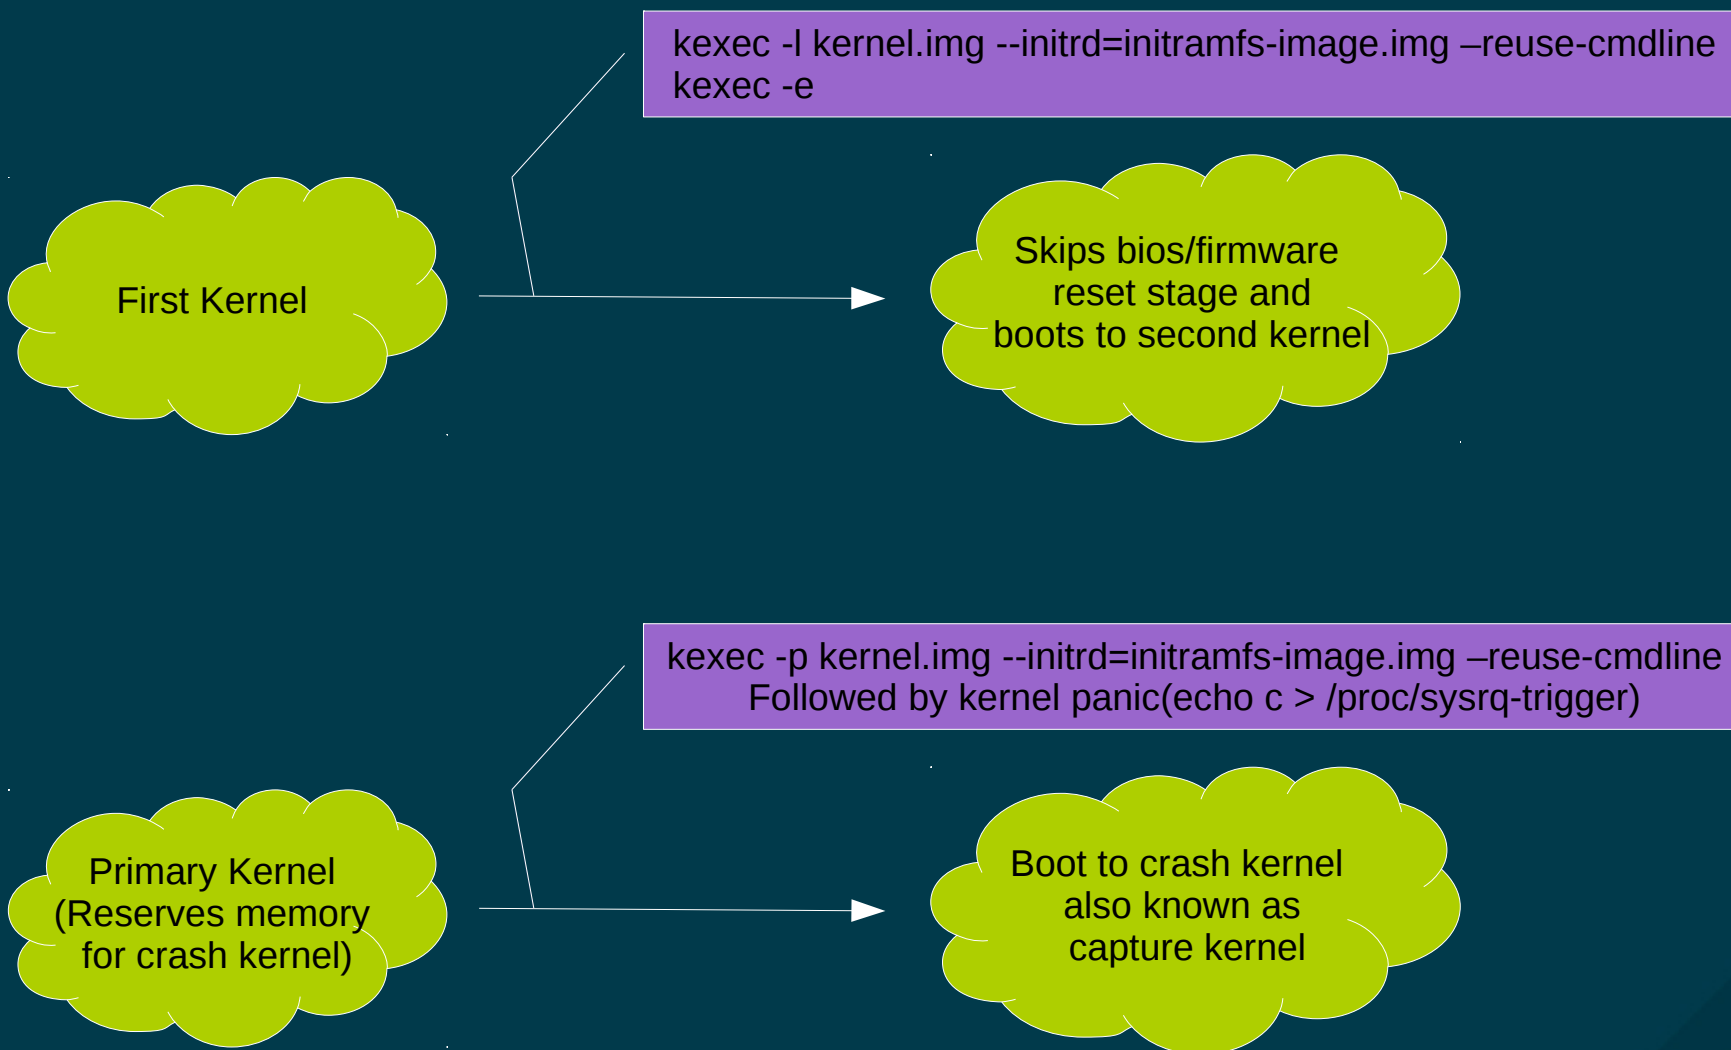 kexec -l kernel.img --initrd=initramfs-image.img –reuse-cmdline
kexec -e
First Kernel
Skips bios/firmware
reset stage and
boots to second kernel
kexec -p kernel.img --initrd=initramfs-image.img –reuse-cmdline
Followed by kernel panic(echo c > /proc/sysrq-trigger)
Primary Kernel
(Reserves memory
for crash kernel)
Boot to crash kernel
also known as
capture kernel